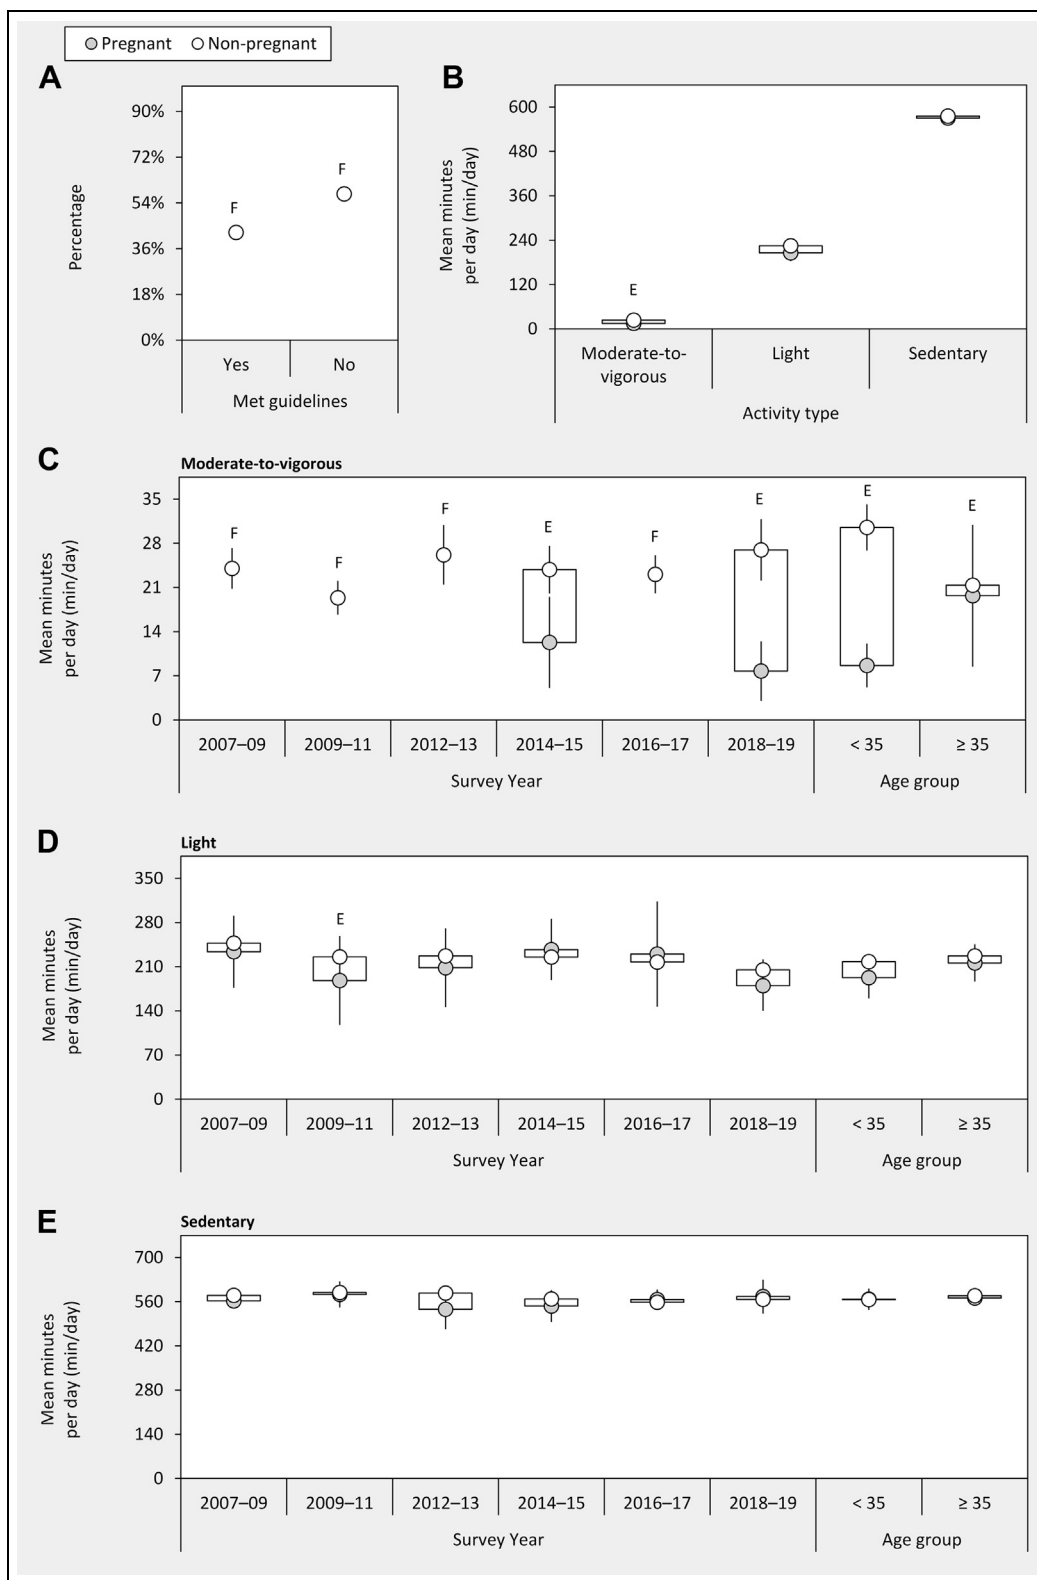 Pregnant Non-pregnant
A
Percentage
90%
72%
54%
36%
18%
0%
F
F
Yes No
Met guidelines
B
Mean minutes
per day (min/day)
600
480
360
240
120
0
E
Moderate-to-
vigorous
Light
Sedentary
Activity type
C
Moderate-to-vigorous
Mean minutes
per day (min/day)
35
28
21
14
7
0
F
F
F
E
F
E
E
E
2007–09 2009–11 2012–13 2014–15 2016–17 2018–19 < 35 ≥ 35
Survey Year Age group
D
Light
Mean minutes
per day (min/day)
350
280
210
140
70
0
E
2007–09 2009–11 2012–13 2014–15 2016–17 2018–19 < 35 ≥ 35
Survey Year Age group
E
Sedentary
Mean minutes
per day (min/day)
700
560
420
280
140
0
2007–09 2009–11 2012–13 2014–15 2016–17 2018–19 < 35 ≥ 35
Survey Year Age group